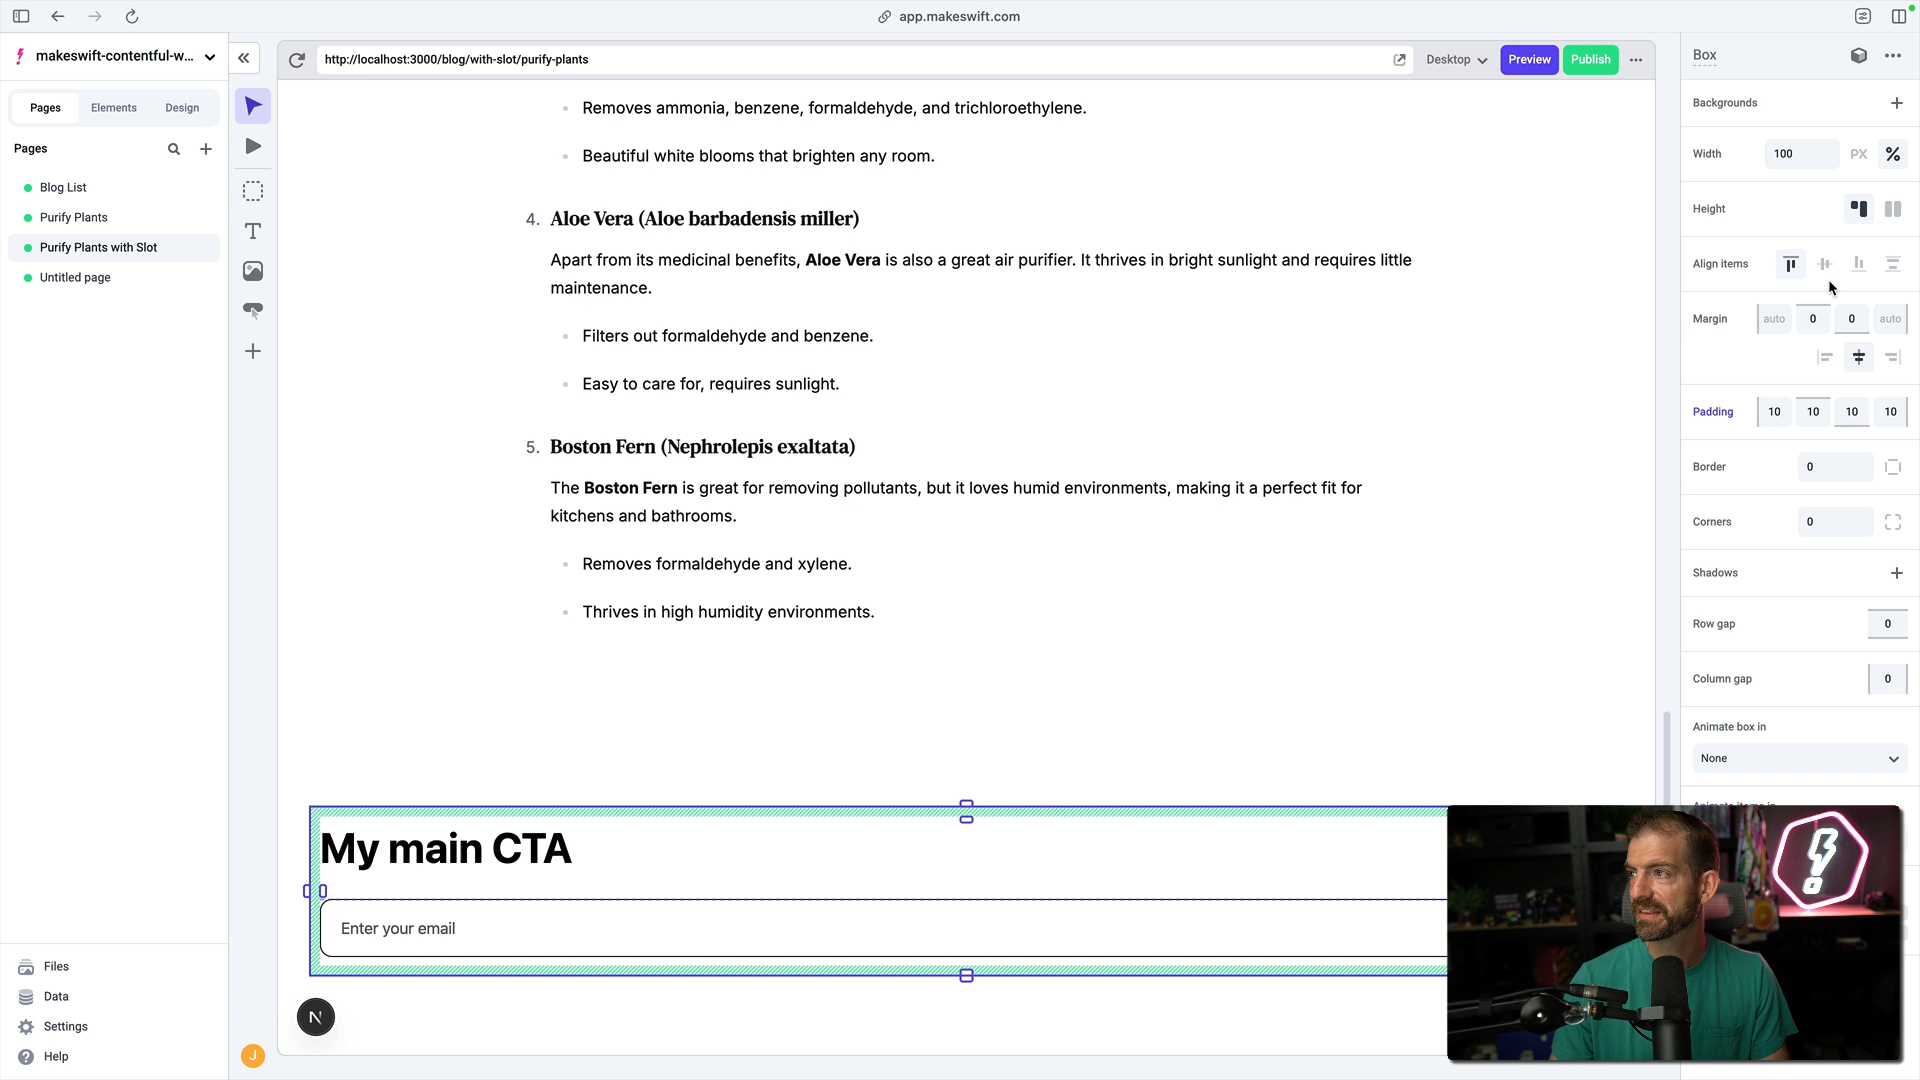 app.makeswift.com
makeswift-contentful-w...
http://localhost:3000/blog/with-slot/purify-plants
Desktop
Preview
Publish
Box
Pages
Elements
Design
Pages
Blog List
Purify Plants
Purify Plants with Slot
Untitled page
Removes ammonia, benzene, formaldehyde, and trichloroethylene.
Beautiful white blooms that brighten any room.
4. Aloe Vera (Aloe barbadensis miller)
Apart from its medicinal benefits, Aloe Vera is also a great air purifier. It thrives in bright sunlight and requires little
maintenance.
Filters out formaldehyde and benzene.
Easy to care for, requires sunlight.
5. Boston Fern (Nephrolepis exaltata)
The Boston Fern is great for removing pollutants, but it loves humid environments, making it a perfect fit for
kitchens and bathrooms.
Removes formaldehyde and xylene.
Thrives in high humidity environments.
My main CTA
Enter your email
N
Backgrounds
Width 100 PX %
Height
Align items
Margin auto 0 0 auto
Padding 10 10 10 10
Border 0
Corners 0
Shadows
Row gap 0
Column gap 0
Animate box in
None
Files
Data
Settings
Help
J